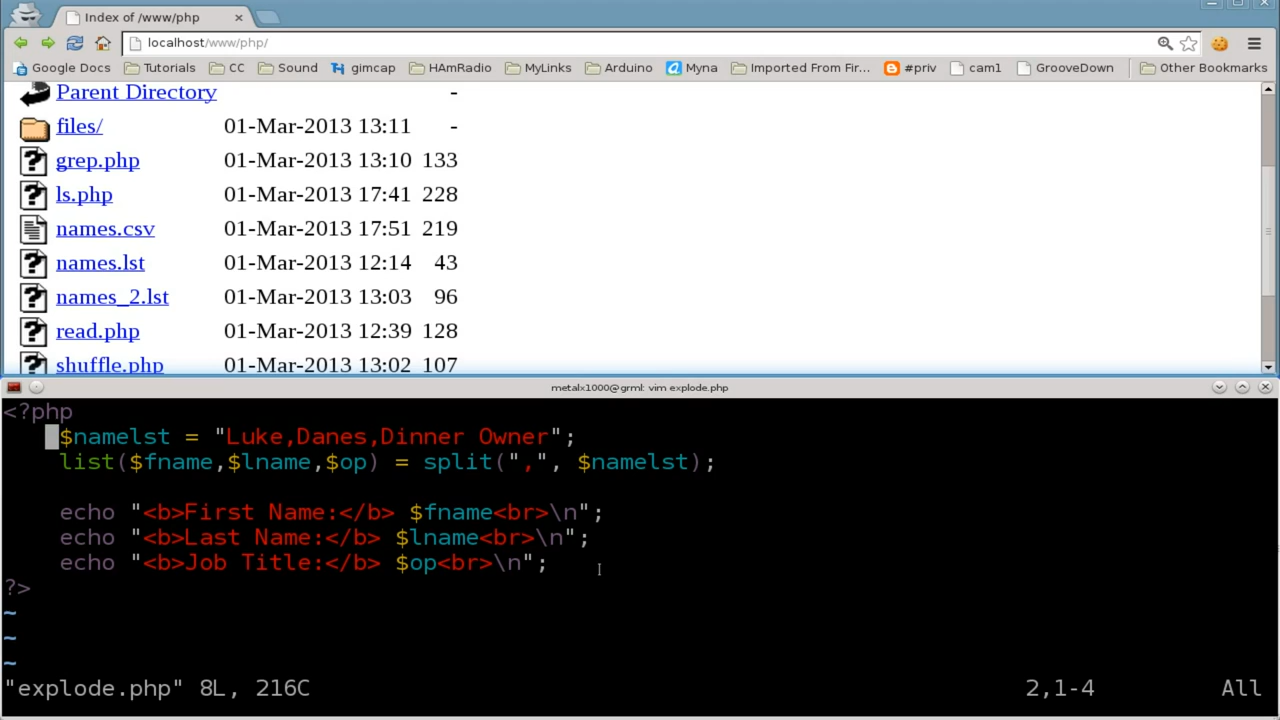 Index of /www/php
localhost/www/php/
Google Docs Tutorials CC Sound gimcap HAmRadio MyLinks Arduino Myna Imported From Fir... #priv cam1 GrooveDown Other Bookmarks
Parent Directory -
files/ 01-Mar-2013 13:11 -
grep.php 01-Mar-2013 13:10 133
ls.php 01-Mar-2013 17:41 228
names.csv 01-Mar-2013 17:51 219
names.lst 01-Mar-2013 12:14 43
names_2.lst 01-Mar-2013 13:03 96
read.php 01-Mar-2013 12:39 128
shuffle.php 01-Mar-2013 13:02 107
metalx1000@grml: vim explode.php
<?php
$namelst = "Luke,Danes,Dinner Owner";
list($fname,$lname,$op) = split(",", $namelst);
echo "<b>First Name:</b> $fname<br>\n";
echo "<b>Last Name:</b> $lname<br>\n";
echo "<b>Job Title:</b> $op<br>\n";
?>
~
~
~
"explode.php" 8L, 216C 2,1-4 All